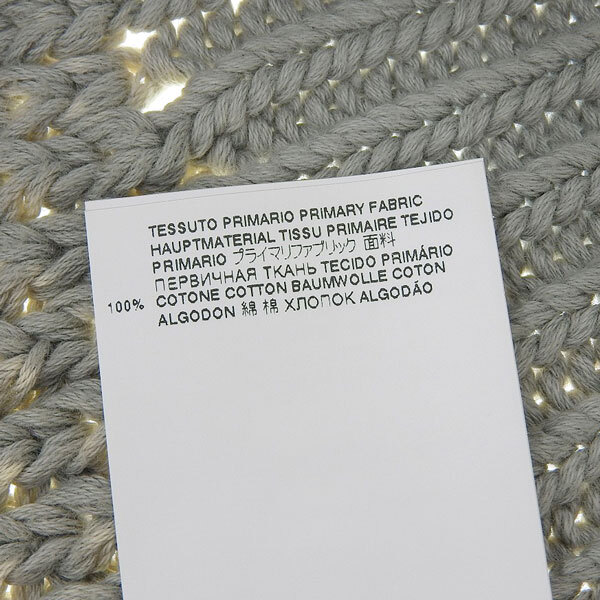 TESSUTO PRIMARIO PRIMARY FABRIC
HAUPTMATERIAL TISSU PRIMAIRE TEJIDO
PRIMARIO プライマリファブリック 面料
ПЕРВИЧНАЯ ТКАНЬ TECIDO PRIMÁRIO
100% COTONE COTTON BAUMWOLLE COTON
ALGODON 綿 棉 ХЛОПОК ALGODÃO